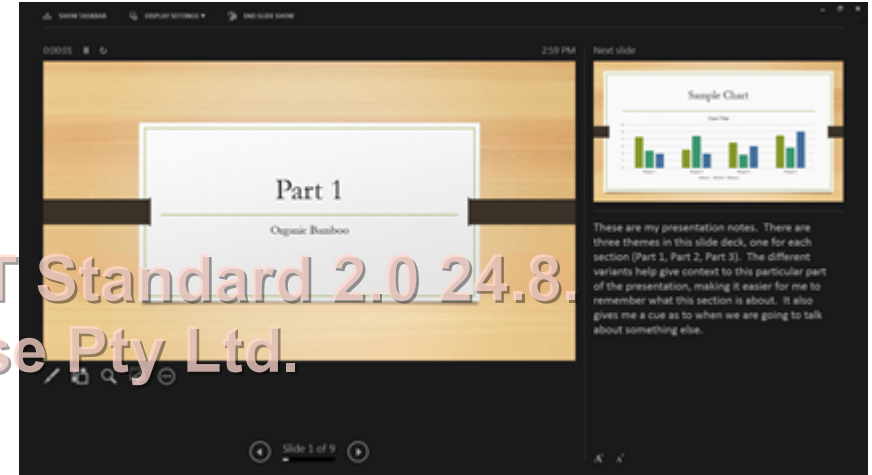 SHOW TASKBAR DISPLAY SETTINGS ▾ END SLIDE SHOW
0:00:01 2:59 PM Next slide
Part 1
Organic Bamboo
Sample Chart
Chart Title
These are my presentation notes. There are
three themes in this slide deck, one for each
section (Part 1, Part 2, Part 3). The different
variants help give context to this particular part
of the presentation, making it easier for me to
remember what this section is about. It also
gives me a cue as to when we are going to talk
about something else.
T Standard 2.0 24.8.
se Pty Ltd.
Slide 1 of 9
A A